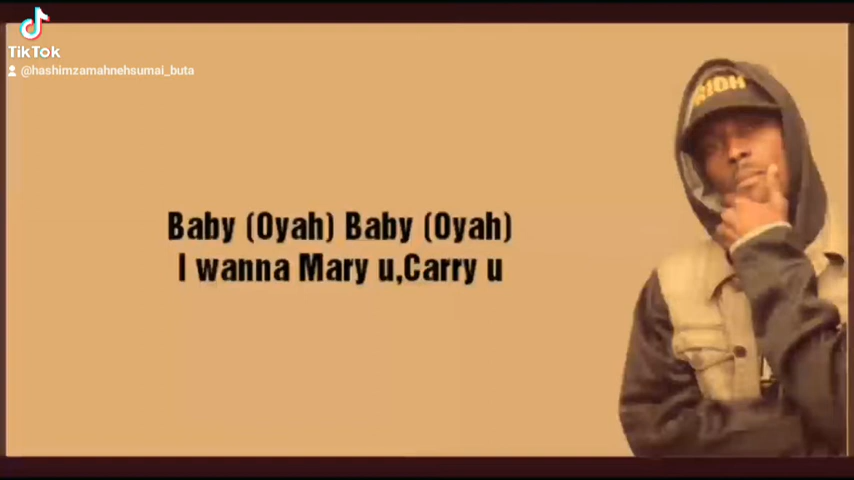 TikTok
@hashimzamahnehsumai_buta
Baby (Oyah) Baby (Oyah)
I wanna Mary u,Carry u